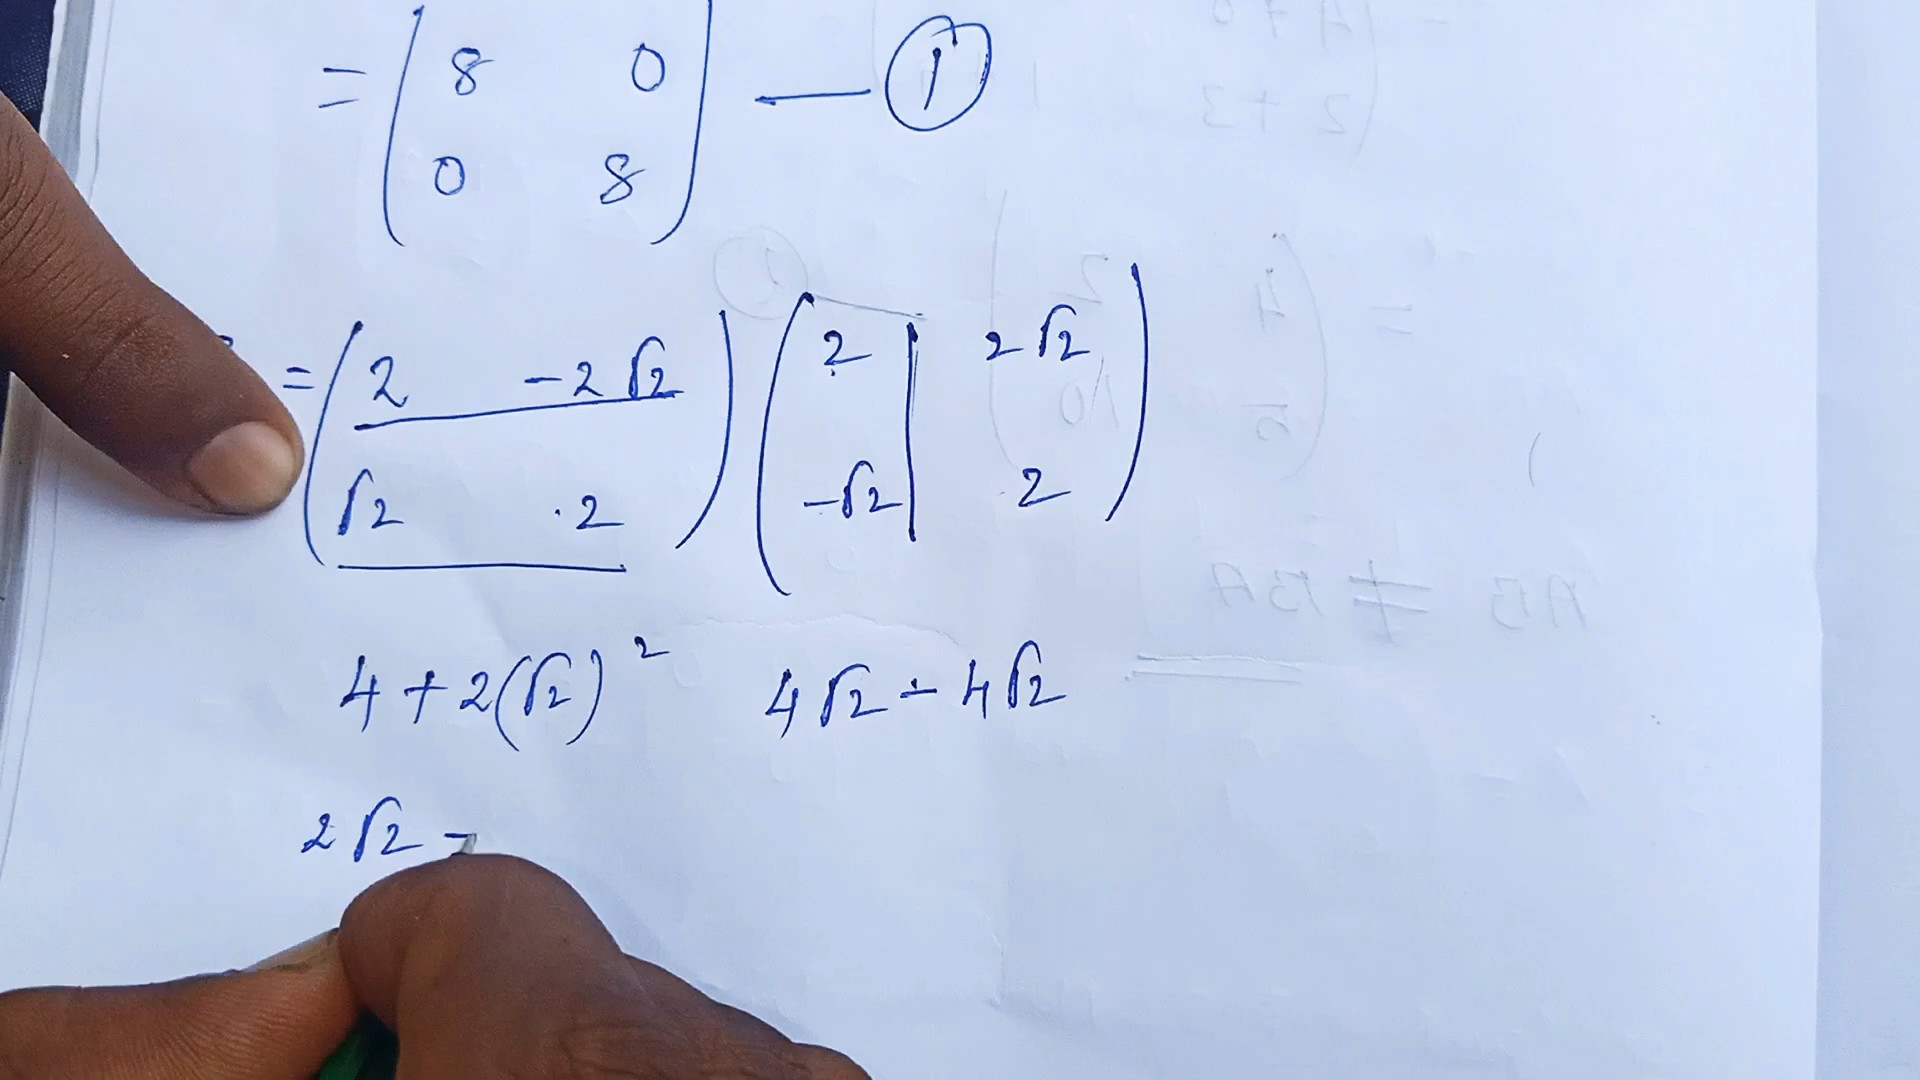 = ( 8 0
0 8 ) — ①
= ( 2 -2√2
√2 .2 ) ( 2 2√2
-√2 2 )
4 + 2(√2)² 4√2 - 4√2
2√2 -